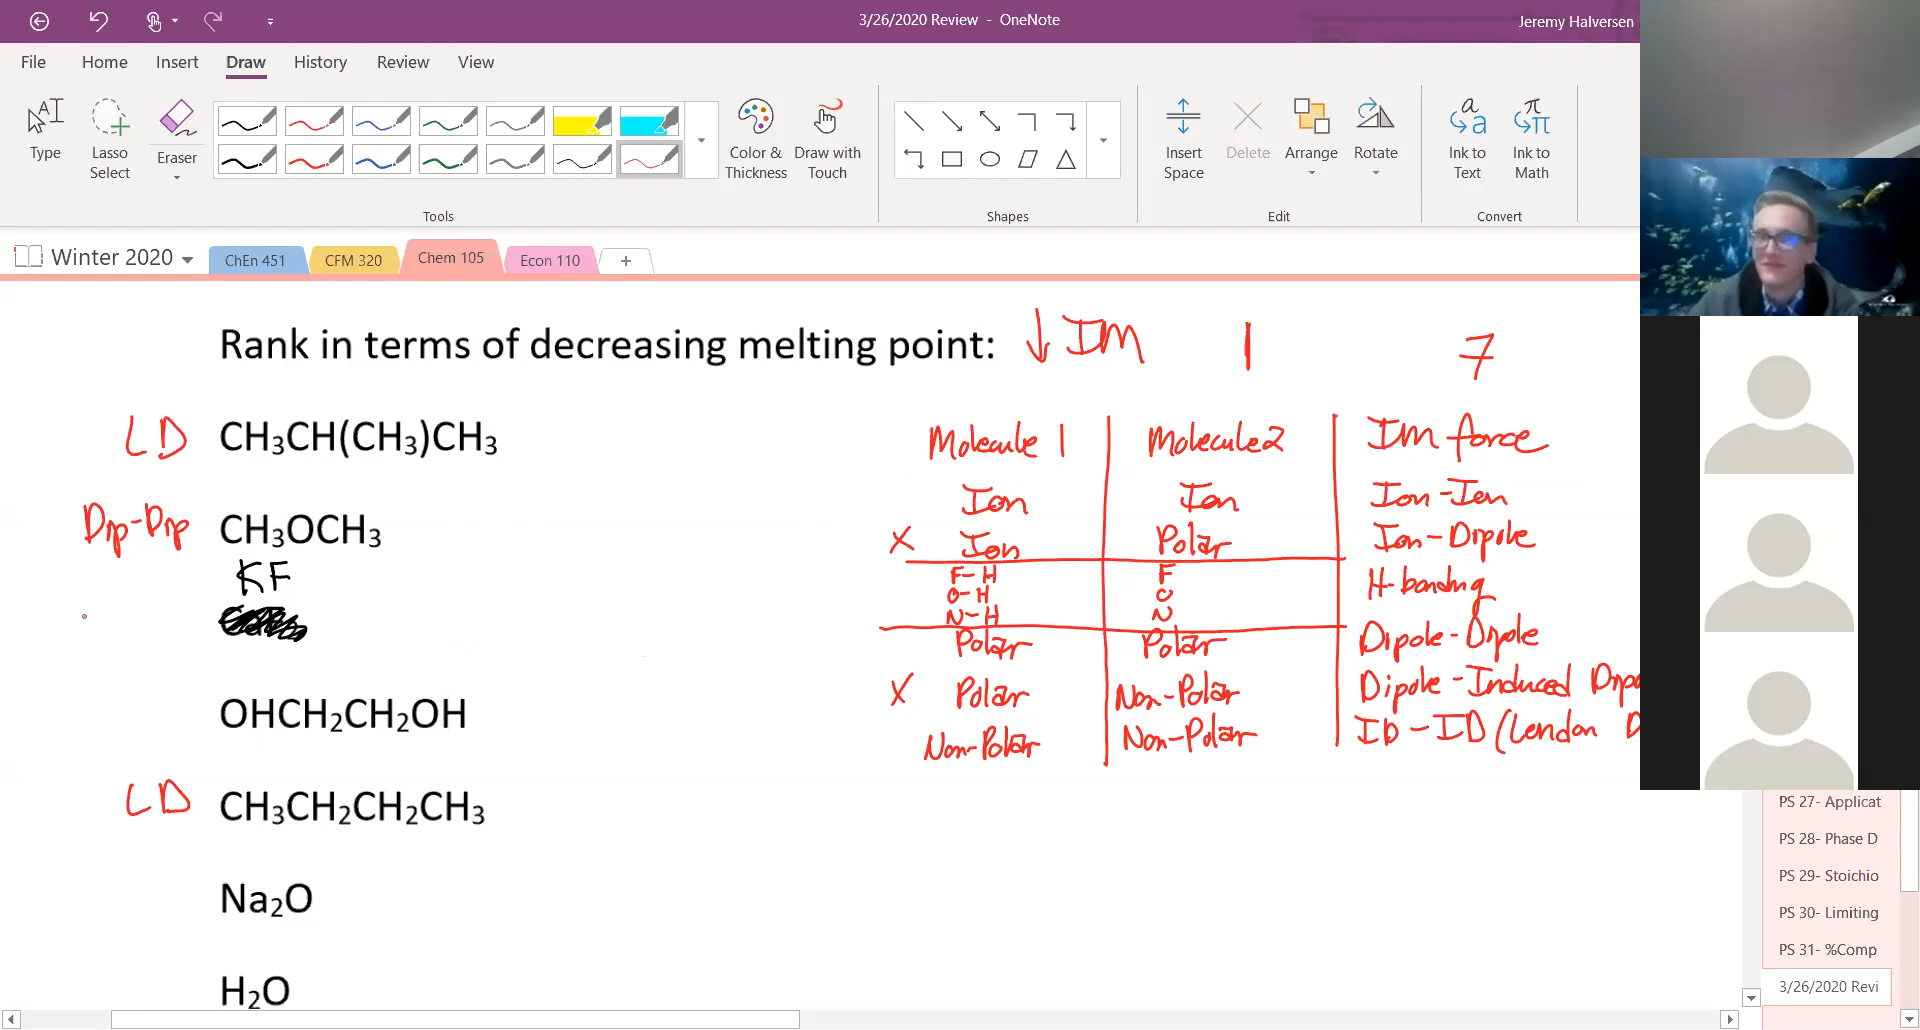 3/26/2020 Review - OneNote
Jeremy Halversen
File Home Insert Draw History Review View
Type
Lasso Select
Eraser
Color & Thickness
Draw with Touch
Insert Space
Delete
Arrange
Rotate
Ink to Text
Ink to Math
Tools
Shapes
Edit
Convert
Winter 2020
ChEn 451
CFM 320
Chem 105
Econ 110
+
Rank in terms of decreasing melting point: ↓ IM 1 7
LD CH₃CH(CH₃)CH₃
Dip-Dip CH₃OCH₃
KF
OHCH₂CH₂OH
LD CH₃CH₂CH₂CH₃
Na₂O
H₂O
Molecule 1 Molecule 2 IM force
Ion Ion Ion-Ion
X Ion Polar Ion-Dipole
F-H F
O-H O H-bonding
N-H N
Polar Polar Dipole-Dipole
X Polar Non-Polar Dipole-Induced Dipo
Non-Polar Non-Polar ID-ID (London D
PS 27- Applicat
PS 28- Phase D
PS 29- Stoichio
PS 30- Limiting
PS 31- %Comp
3/26/2020 Revi